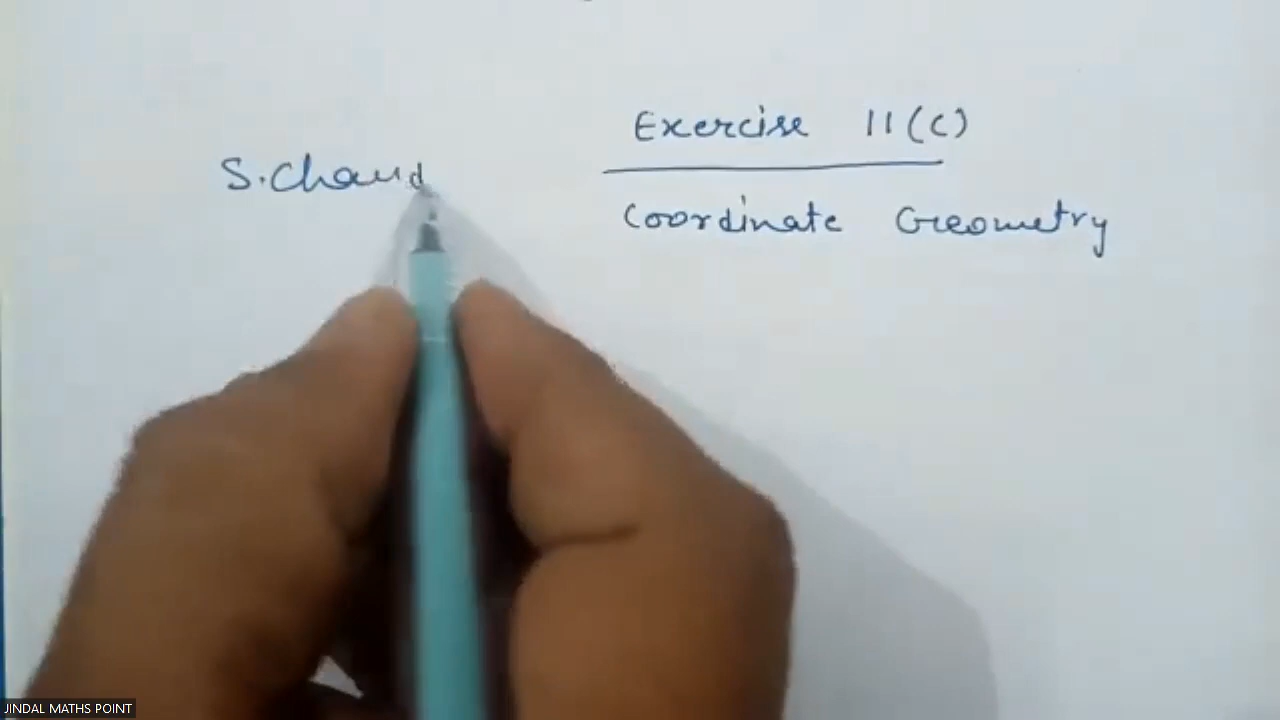 Exercise 11(c)
S.Chand
Coordinate Geometry
JINDAL MATHS POINT